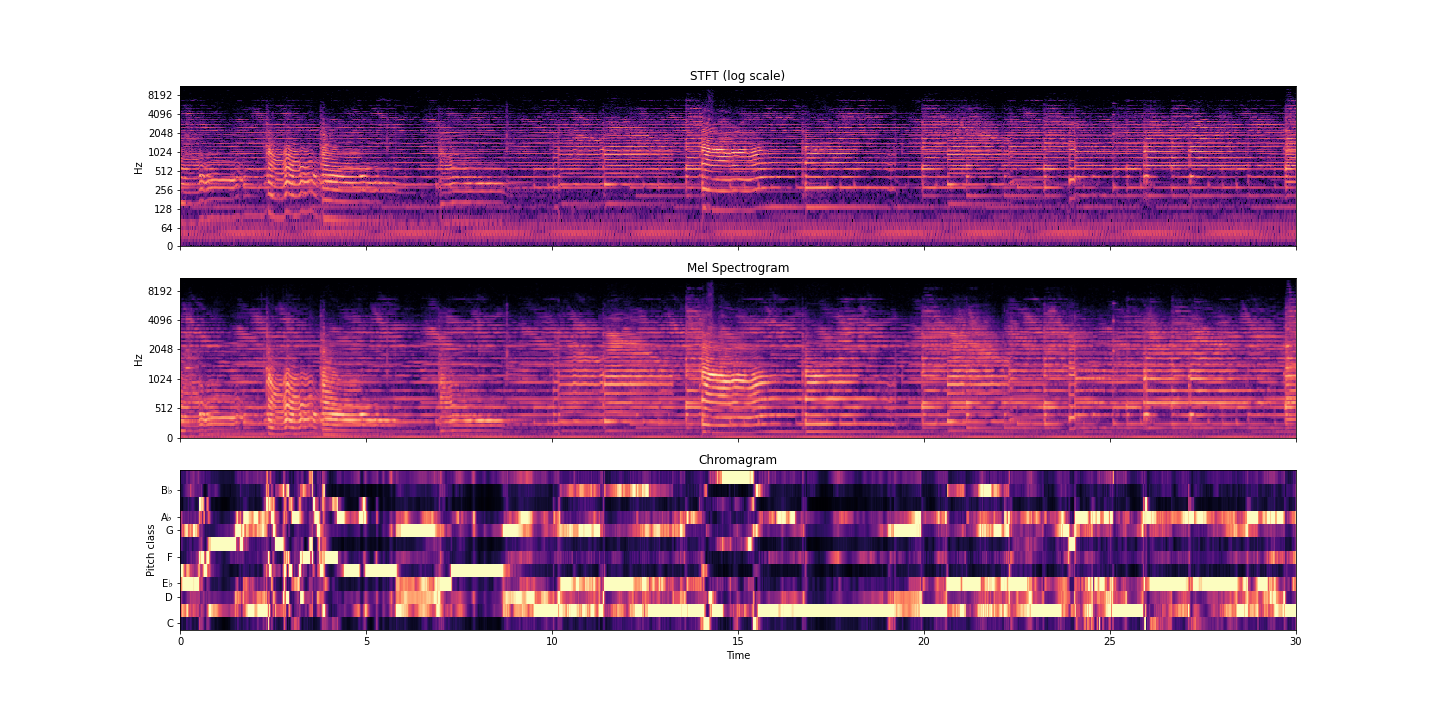 STFT (log scale)
8192
4096
2048
1024
512
256
128
64
0
Hz
Mel Spectrogram
8192
4096
2048
1024
512
0
Hz
Chromagram
B♭
A♭
G
F
E♭
D
C
Pitch class
0 5 10 15 20 25 30
Time